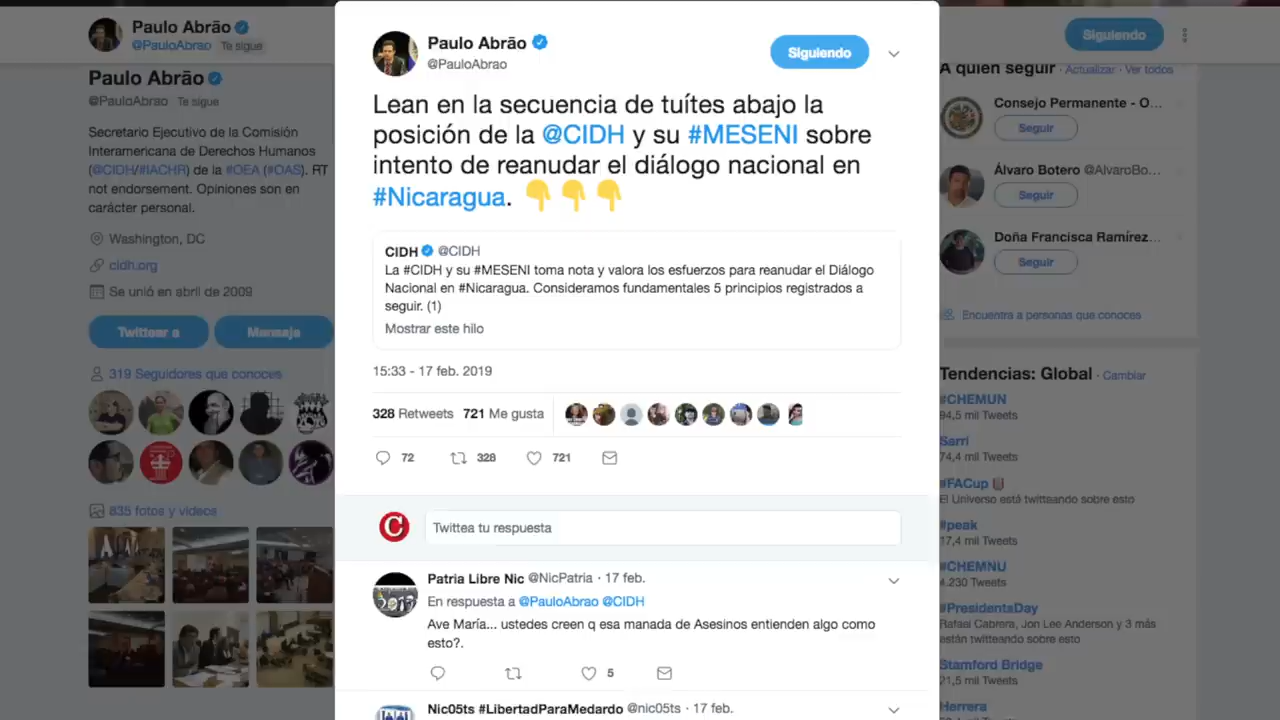 Paulo Abrão
@PauloAbrao Te sigue
Siguiendo
Paulo Abrão
@PauloAbrao Te sigue
Secretario Ejecutivo de la Comisión
Interamericana de Derechos Humanos
(@CIDH/#IACHR) de la #OEA (#OAS). RT
not endorsement. Opiniones son en
carácter personal.
Washington, DC
cidh.org
Se unió en abril de 2009
Twittear a
Mensaje
319 Seguidores que conoces
835 fotos y videos
Paulo Abrão
@PauloAbrao
Siguiendo
Lean en la secuencia de tuítes abajo la
posición de la @CIDH y su #MESENI sobre
intento de reanudar el diálogo nacional en
#Nicaragua. 👇👇👇
CIDH @CIDH
La #CIDH y su #MESENI toma nota y valora los esfuerzos para reanudar el Diálogo
Nacional en #Nicaragua. Consideramos fundamentales 5 principios registrados a
seguir. (1)
Mostrar este hilo
15:33 - 17 feb. 2019
328 Retweets 721 Me gusta
72 328 721
C
Twittea tu respuesta
Patria Libre Nic @NicPatria · 17 feb.
En respuesta a @PauloAbrao @CIDH
Ave María... ustedes creen q esa manada de Asesinos entienden algo como
esto?.
5
Nic05ts #LibertadParaMedardo @nic05ts · 17 feb.
A quien seguir · Actualizar · Ver todos
Consejo Permanente - O...
Seguir
Álvaro Botero @AlvaroBo...
Seguir
Doña Francisca Ramírez...
Seguir
Encuentra a personas que conoces
Tendencias: Global · Cambiar
#CHEMUN
94,5 mil Tweets
Sarri
74,4 mil Tweets
#FACup
El Universo está twitteando sobre esto
#peak
17,4 mil Tweets
#CHEMNU
4.230 Tweets
#PresidentsDay
Rafael Cabrera, Jon Lee Anderson y 3 más
están twitteando sobre esto
Stamford Bridge
21,5 mil Tweets
Herrera